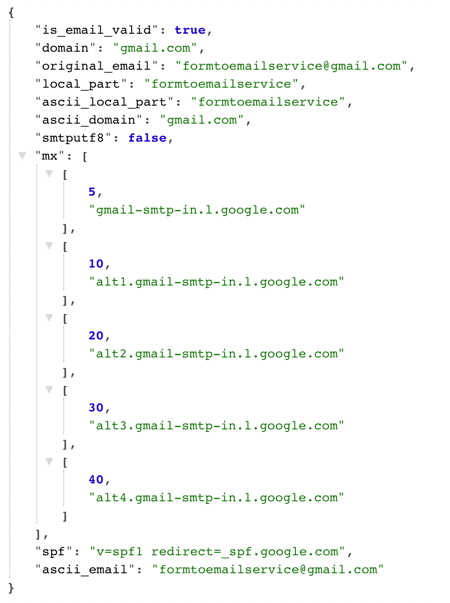 {
"is_email_valid": true,
"domain": "gmail.com",
"original_email": "formtoemailservice@gmail.com",
"local_part": "formtoemailservice",
"ascii_local_part": "formtoemailservice",
"ascii_domain": "gmail.com",
"smtputf8": false,
"mx": [
[
5,
"gmail-smtp-in.l.google.com"
],
[
10,
"alt1.gmail-smtp-in.l.google.com"
],
[
20,
"alt2.gmail-smtp-in.l.google.com"
],
[
30,
"alt3.gmail-smtp-in.l.google.com"
],
[
40,
"alt4.gmail-smtp-in.l.google.com"
]
],
"spf": "v=spf1 redirect=_spf.google.com",
"ascii_email": "formtoemailservice@gmail.com"
}